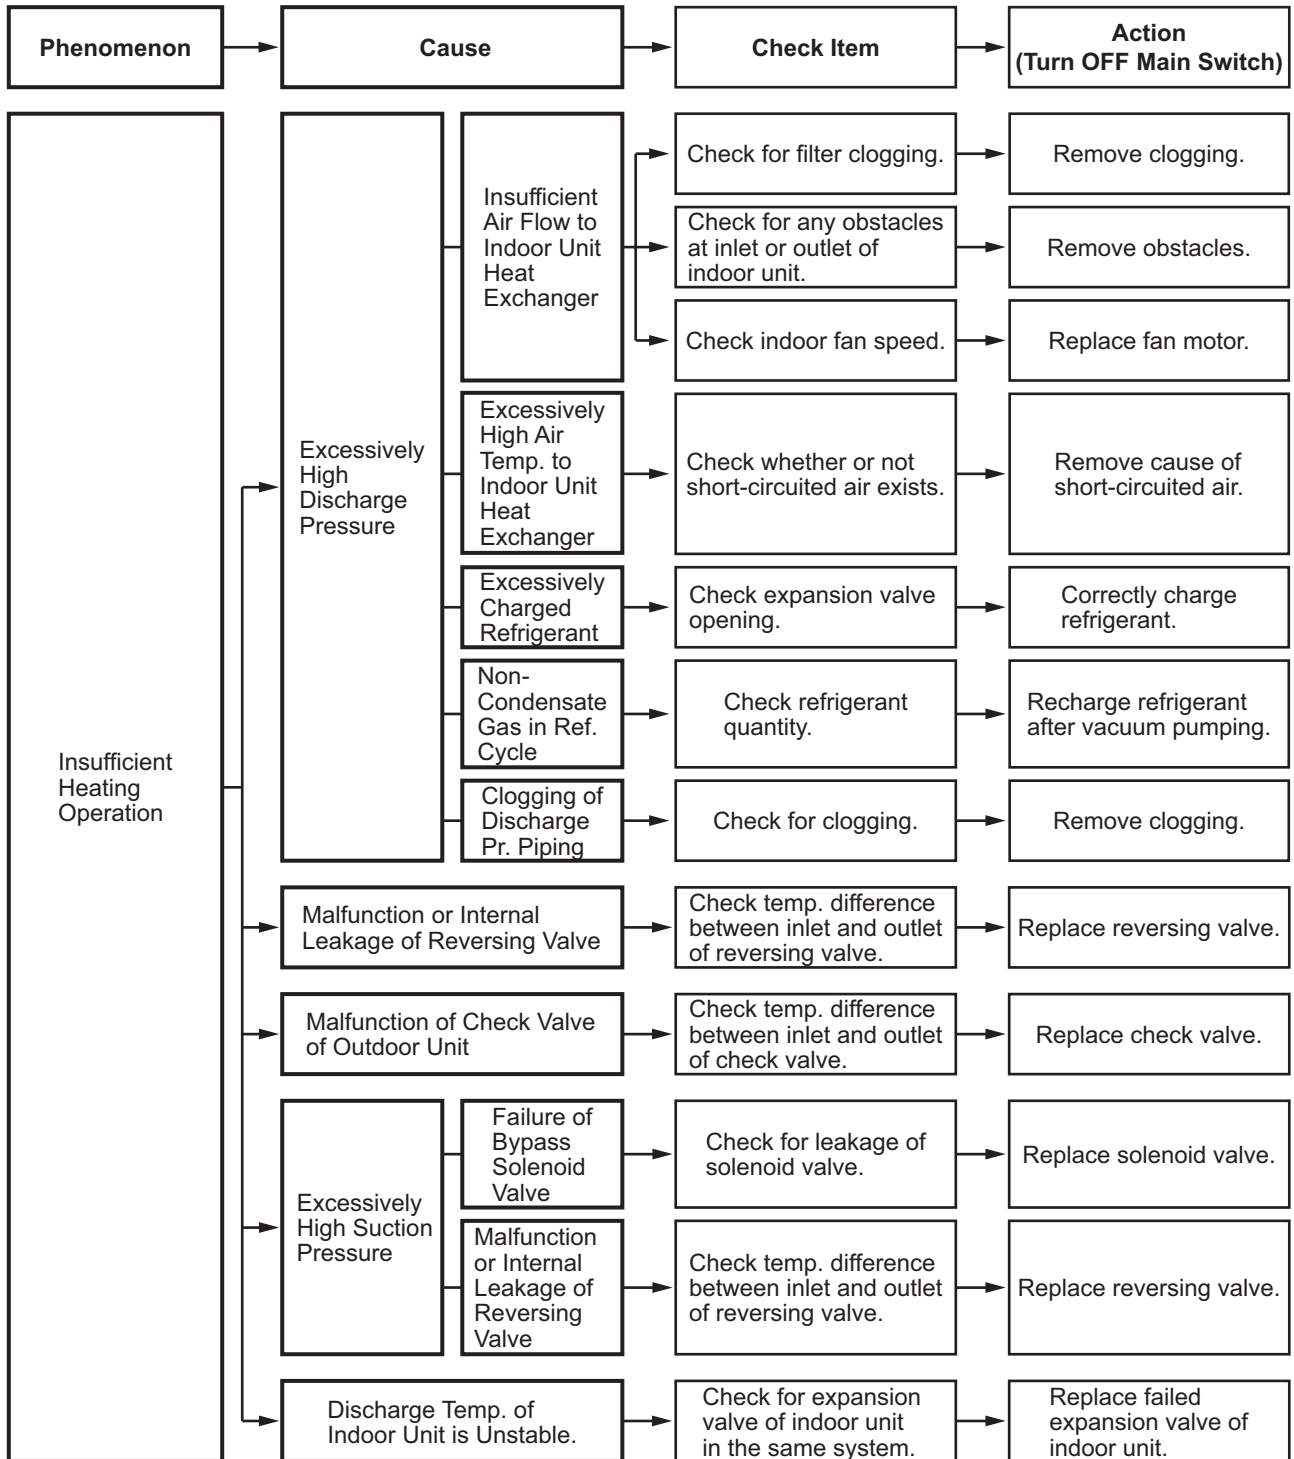 Phenomenon
Cause
Check Item
Action
(Turn OFF Main Switch)
Insufficient
Heating
Operation
Excessively
High
Discharge
Pressure
Insufficient
Air Flow to
Indoor Unit
Heat
Exchanger
Check for filter clogging.
Remove clogging.
Check for any obstacles
at inlet or outlet of
indoor unit.
Remove obstacles.
Check indoor fan speed.
Replace fan motor.
Excessively
High Air
Temp. to
Indoor Unit
Heat
Exchanger
Check whether or not
short-circuited air exists.
Remove cause of
short-circuited air.
Excessively
Charged
Refrigerant
Check expansion valve
opening.
Correctly charge
refrigerant.
Non-
Condensate
Gas in Ref.
Cycle
Check refrigerant
quantity.
Recharge refrigerant
after vacuum pumping.
Clogging of
Discharge
Pr. Piping
Check for clogging.
Remove clogging.
Malfunction or Internal
Leakage of Reversing Valve
Check temp. difference
between inlet and outlet
of reversing valve.
Replace reversing valve.
Malfunction of Check Valve
of Outdoor Unit
Check temp. difference
between inlet and outlet
of check valve.
Replace check valve.
Excessively
High Suction
Pressure
Failure of
Bypass
Solenoid
Valve
Check for leakage of
solenoid valve.
Replace solenoid valve.
Malfunction
or Internal
Leakage of
Reversing
Valve
Check temp. difference
between inlet and outlet
of reversing valve.
Replace reversing valve.
Discharge Temp. of
Indoor Unit is Unstable.
Check for expansion
valve of indoor unit
in the same system.
Replace failed
expansion valve of
indoor unit.